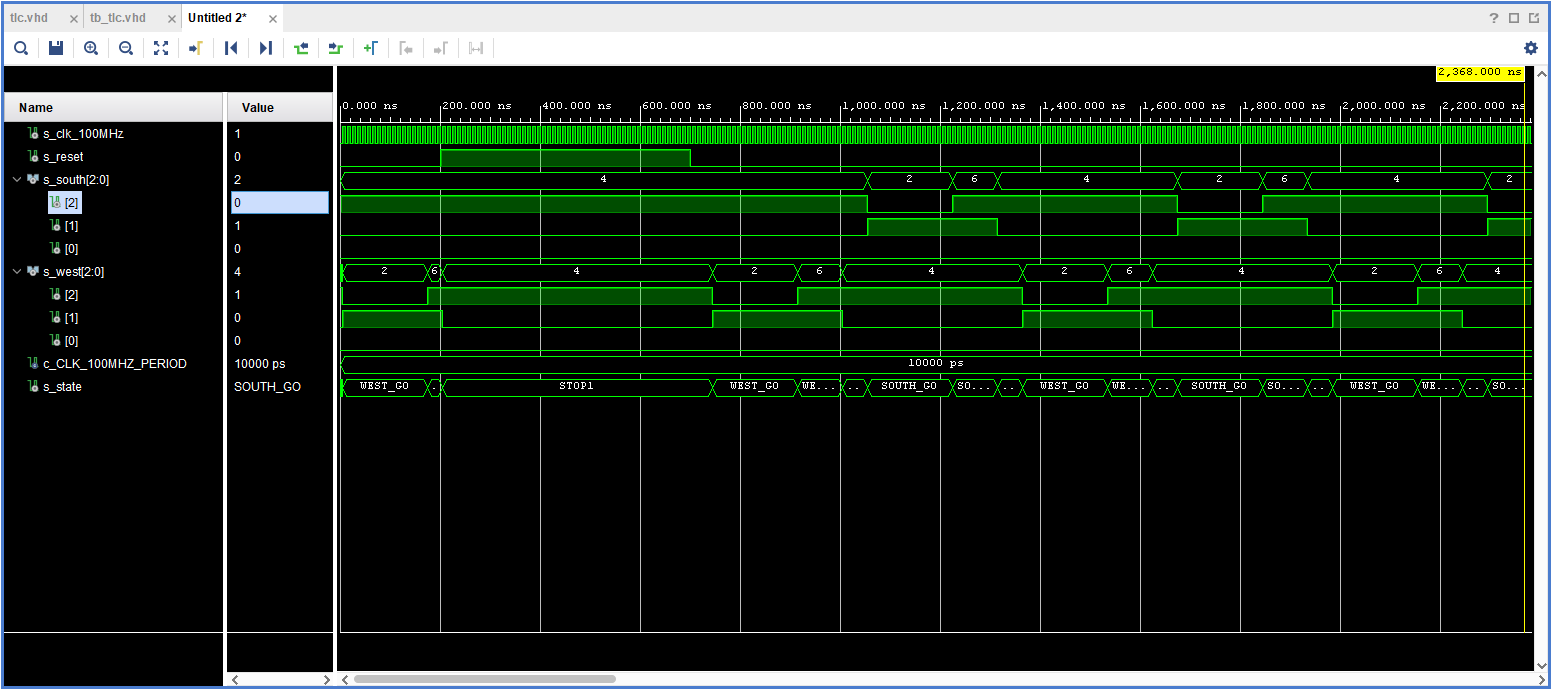 tlc.vhd × tb_tlc.vhd × Untitled 2* ×
?
2,368.000 ns
Name Value
0.000 ns 200.000 ns 400.000 ns 600.000 ns 800.000 ns 1,000.000 ns 1,200.000 ns 1,400.000 ns 1,600.000 ns 1,800.000 ns 2,000.000 ns 2,200.000 ns
s_clk_100MHz 1
s_reset 0
s_south[2:0] 2 4 2 6 4 2 6 4 2
[2] 0
[1] 1
[0] 0
s_west[2:0] 4 2 6 4 2 6 4 2 6 4 2 6 4
[2] 1
[1] 0
[0] 0
c_CLK_100MHZ_PERIOD 10000 ps 10000 ps
s_state SOUTH_GO WEST_GO . STOP1 WEST_GO WE... .. SOUTH_GO SO... .. WEST_GO WE... .. SOUTH_GO SO... .. WEST_GO WE... .. SO...